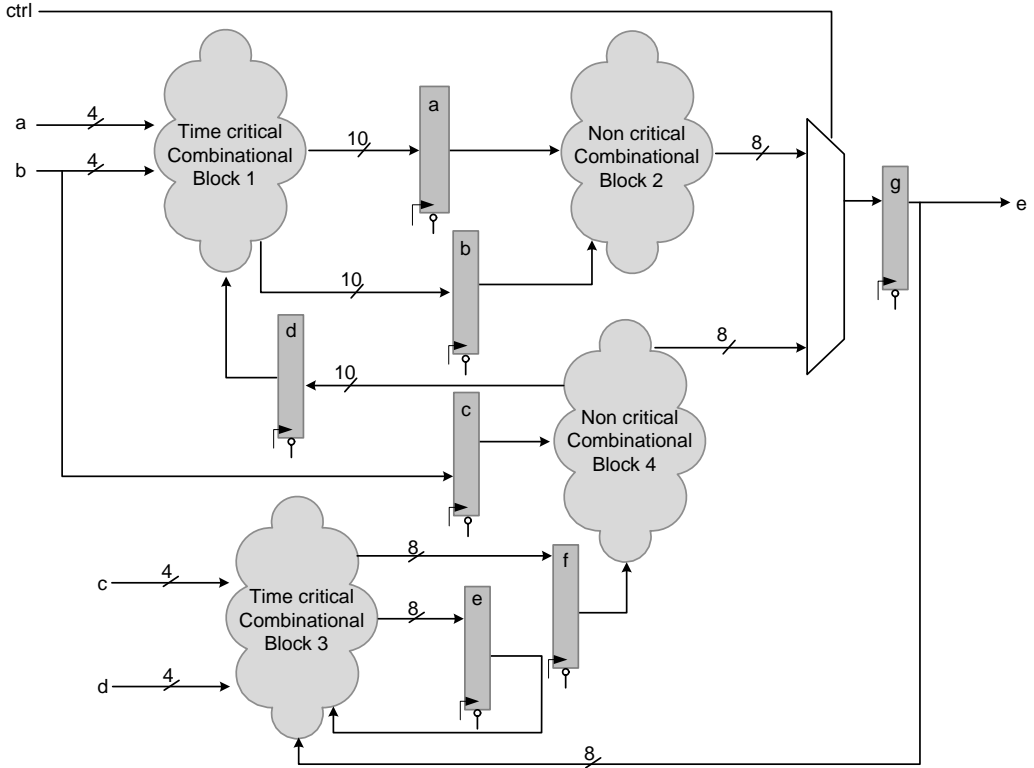 ctrl
a
4
b
4
Time critical
Combinational
Block 1
10
a
Non critical
Combinational
Block 2
8
g
e
10
b
d
10
8
c
Non critical
Combinational
Block 4
c
4
d
4
Time critical
Combinational
Block 3
8
8
e
f
8